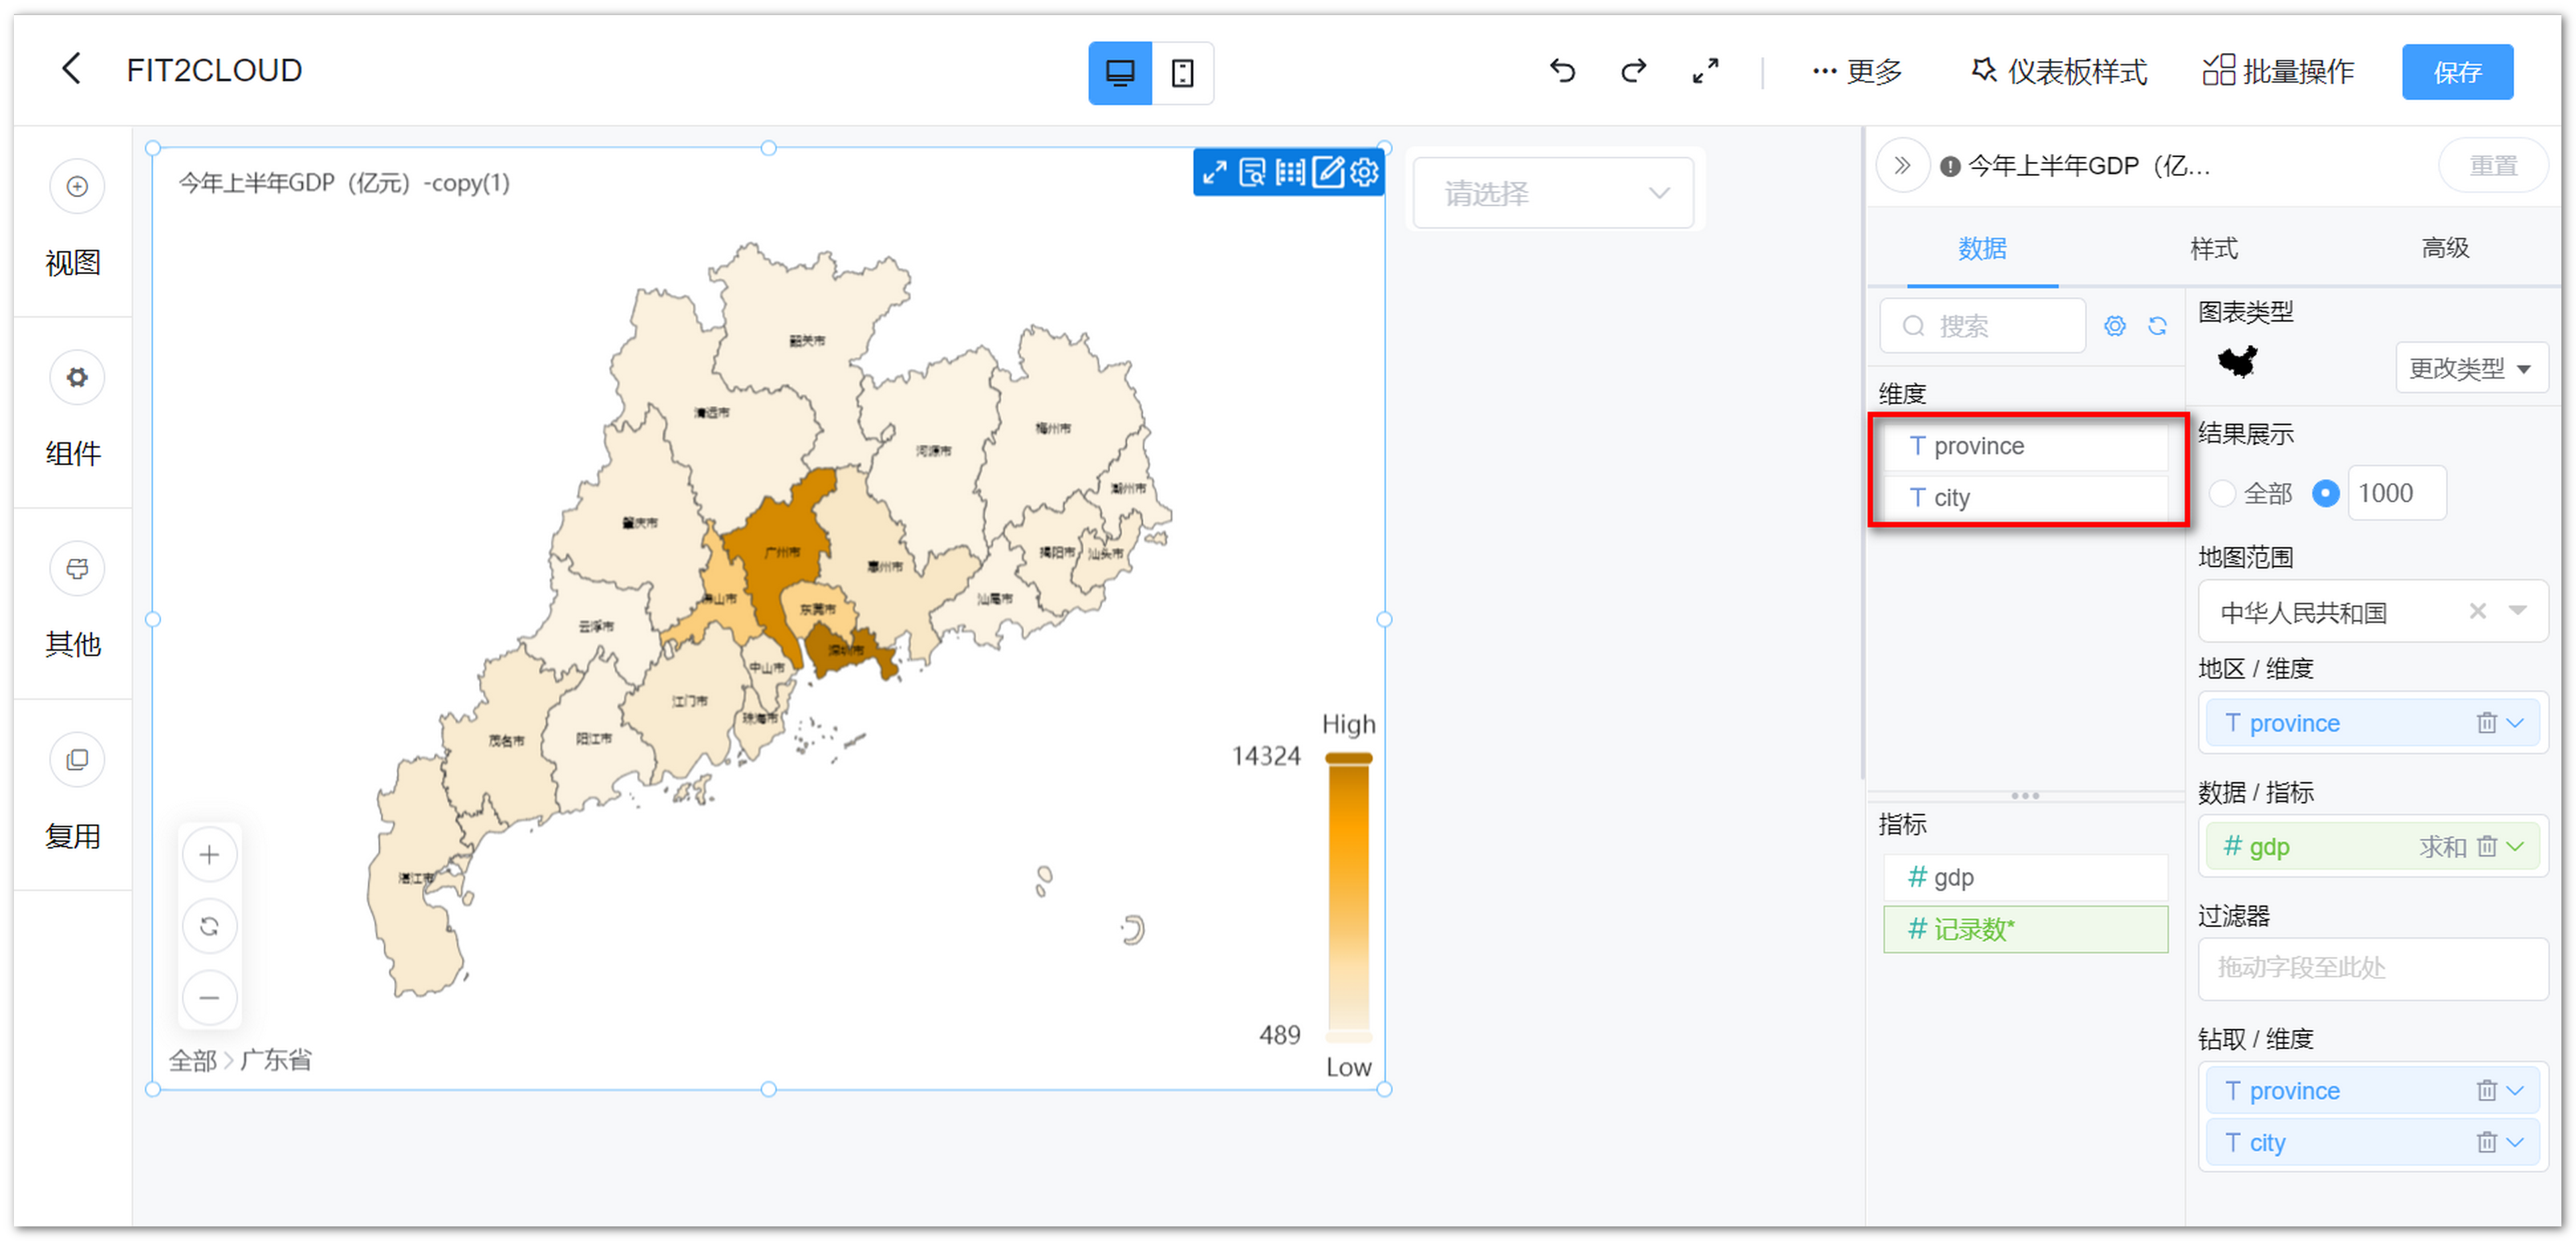 FIT2CLOUD
更多
仪表板样式
批量操作
保存
视图
组件
其他
复用
今年上半年GDP（亿元）-copy(1)
请选择
韶关市
清远市
河源市
梅州市
潮州市
肇庆市
广州市
惠州市
揭阳市
汕头市
佛山市
东莞市
汕尾市
云浮市
深圳市
中山市
江门市
珠海市
茂名市
阳江市
湛江市
High
14324
489
Low
全部 > 广东省
今年上半年GDP（亿...
重置
数据
样式
高级
搜索
维度
T province
T city
指标
# gdp
# 记录数*
图表类型
更改类型
结果展示
全部
1000
地图范围
中华人民共和国
地区 / 维度
T province
数据 / 指标
# gdp 求和
过滤器
拖动字段至此处
钻取 / 维度
T province
T city